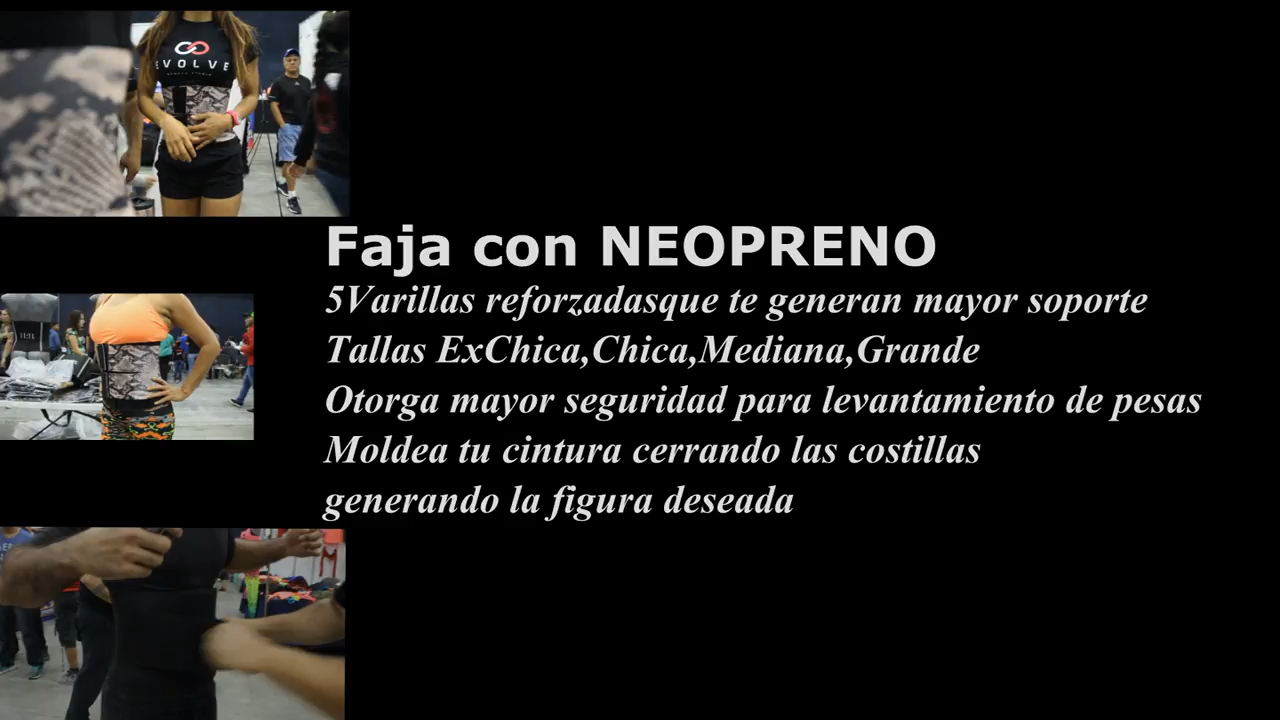 EVOLVE
Faja con NEOPRENO
5Varillas reforzadasque te generan mayor soporte
Tallas ExChica,Chica,Mediana,Grande
Otorga mayor seguridad para levantamiento de pesas
Moldea tu cintura cerrando las costillas
generando la figura deseada